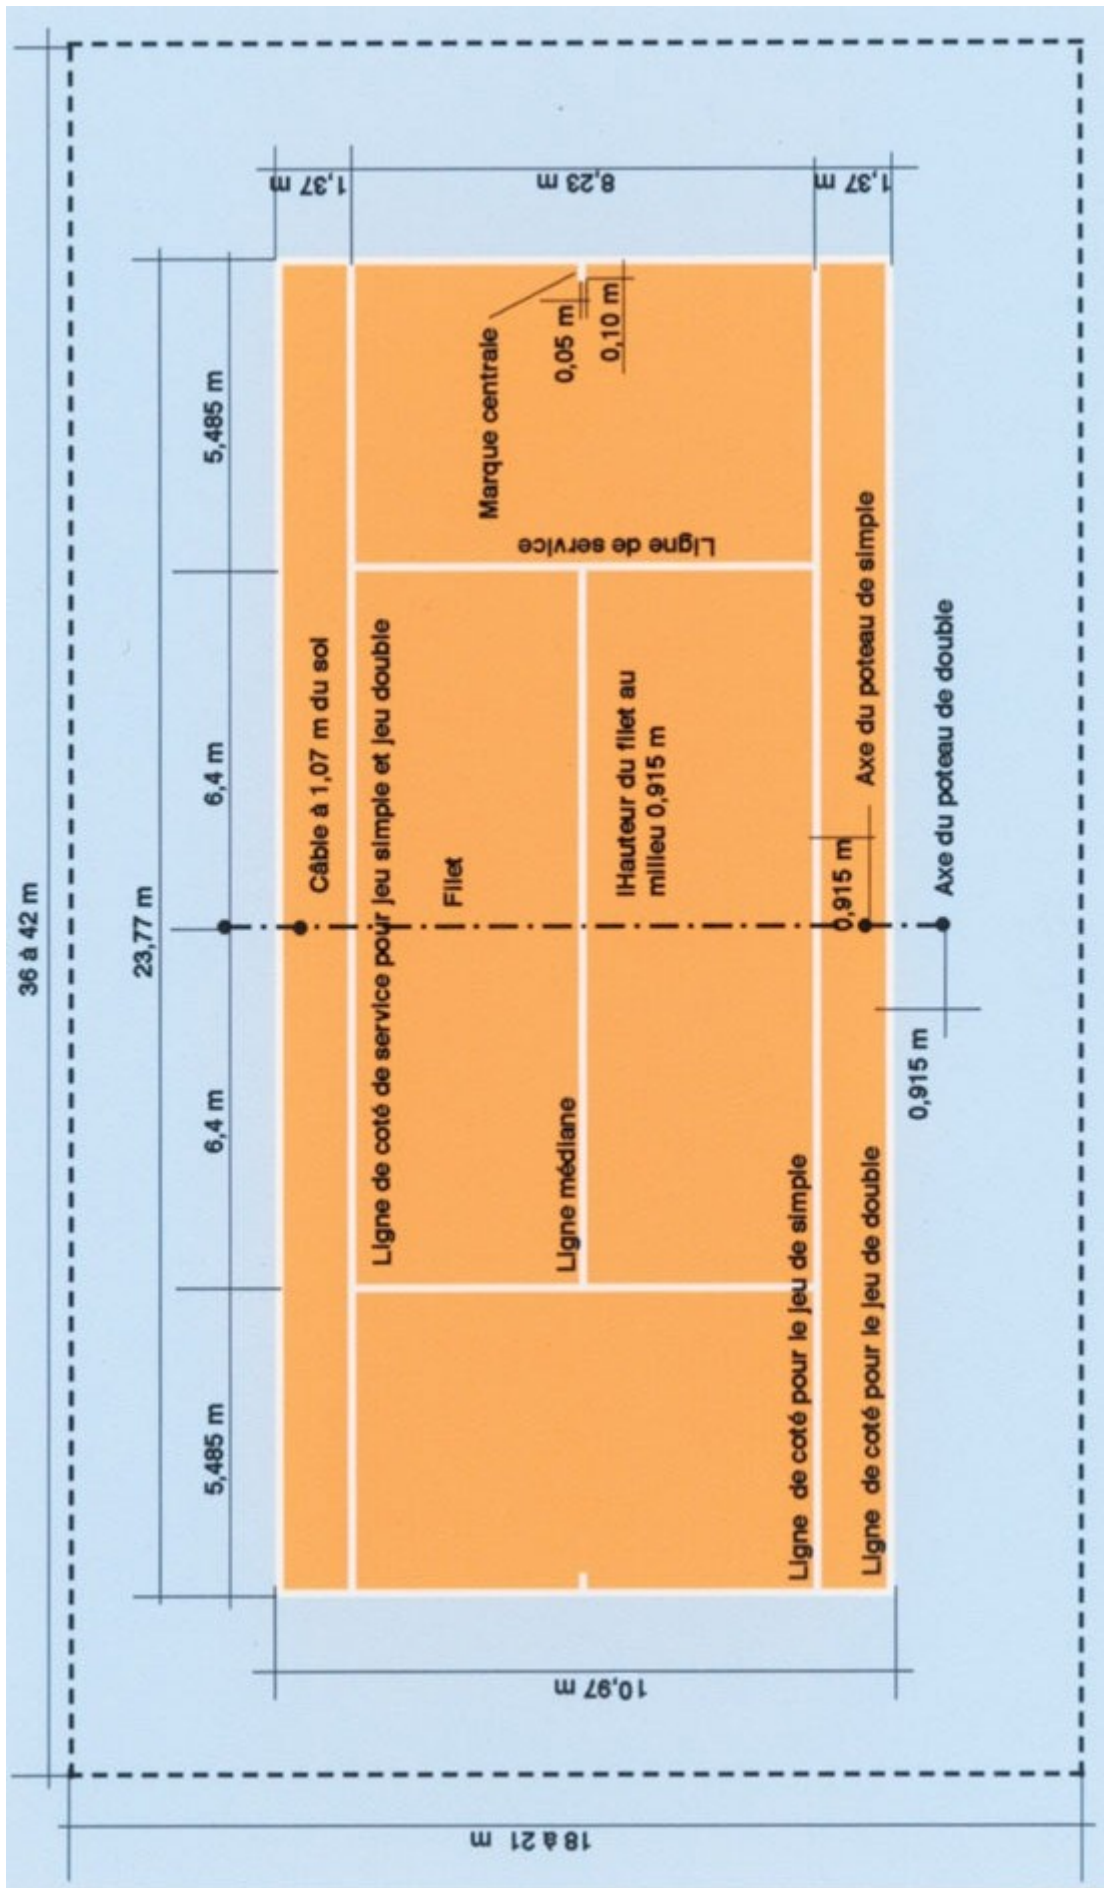 36 à 42 m
23,77 m
5,485 m
6,4 m
6,4 m
5,485 m
1,37 m
8,23 m
1,37 m
Marque centrale
0,05 m
0,10 m
Ligne de service
Câble à 1,07 m du sol
Ligne de coté de service pour jeu simple et jeu double
Filet
lHauteur du filet au
milieu 0,915 m
Ligne médiane
0,915 m
Axe du poteau de simple
Axe du poteau de double
0,915 m
Ligne de coté pour le jeu de simple
Ligne de coté pour le jeu de double
10,97 m
18 à 21 m